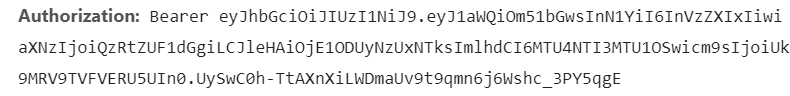 Authorization: Bearer eyJhbGciOiJIUzI1NiJ9.eyJ1aWQiOm51bGwsInN1YiI6InVzZXIxIiwi
aXNzIjoiQzRtZUF1dGgiLCJleHAiOjE1ODUyNzUxNTksImlhdCI6MTU4NTI3MTU1OSwicm9sIjoiUk
9MRV9TVFVERU5UIn0.UySwC0h-TtAXnXiLWDmaUv9t9qmn6j6Wshc_3PY5qgE